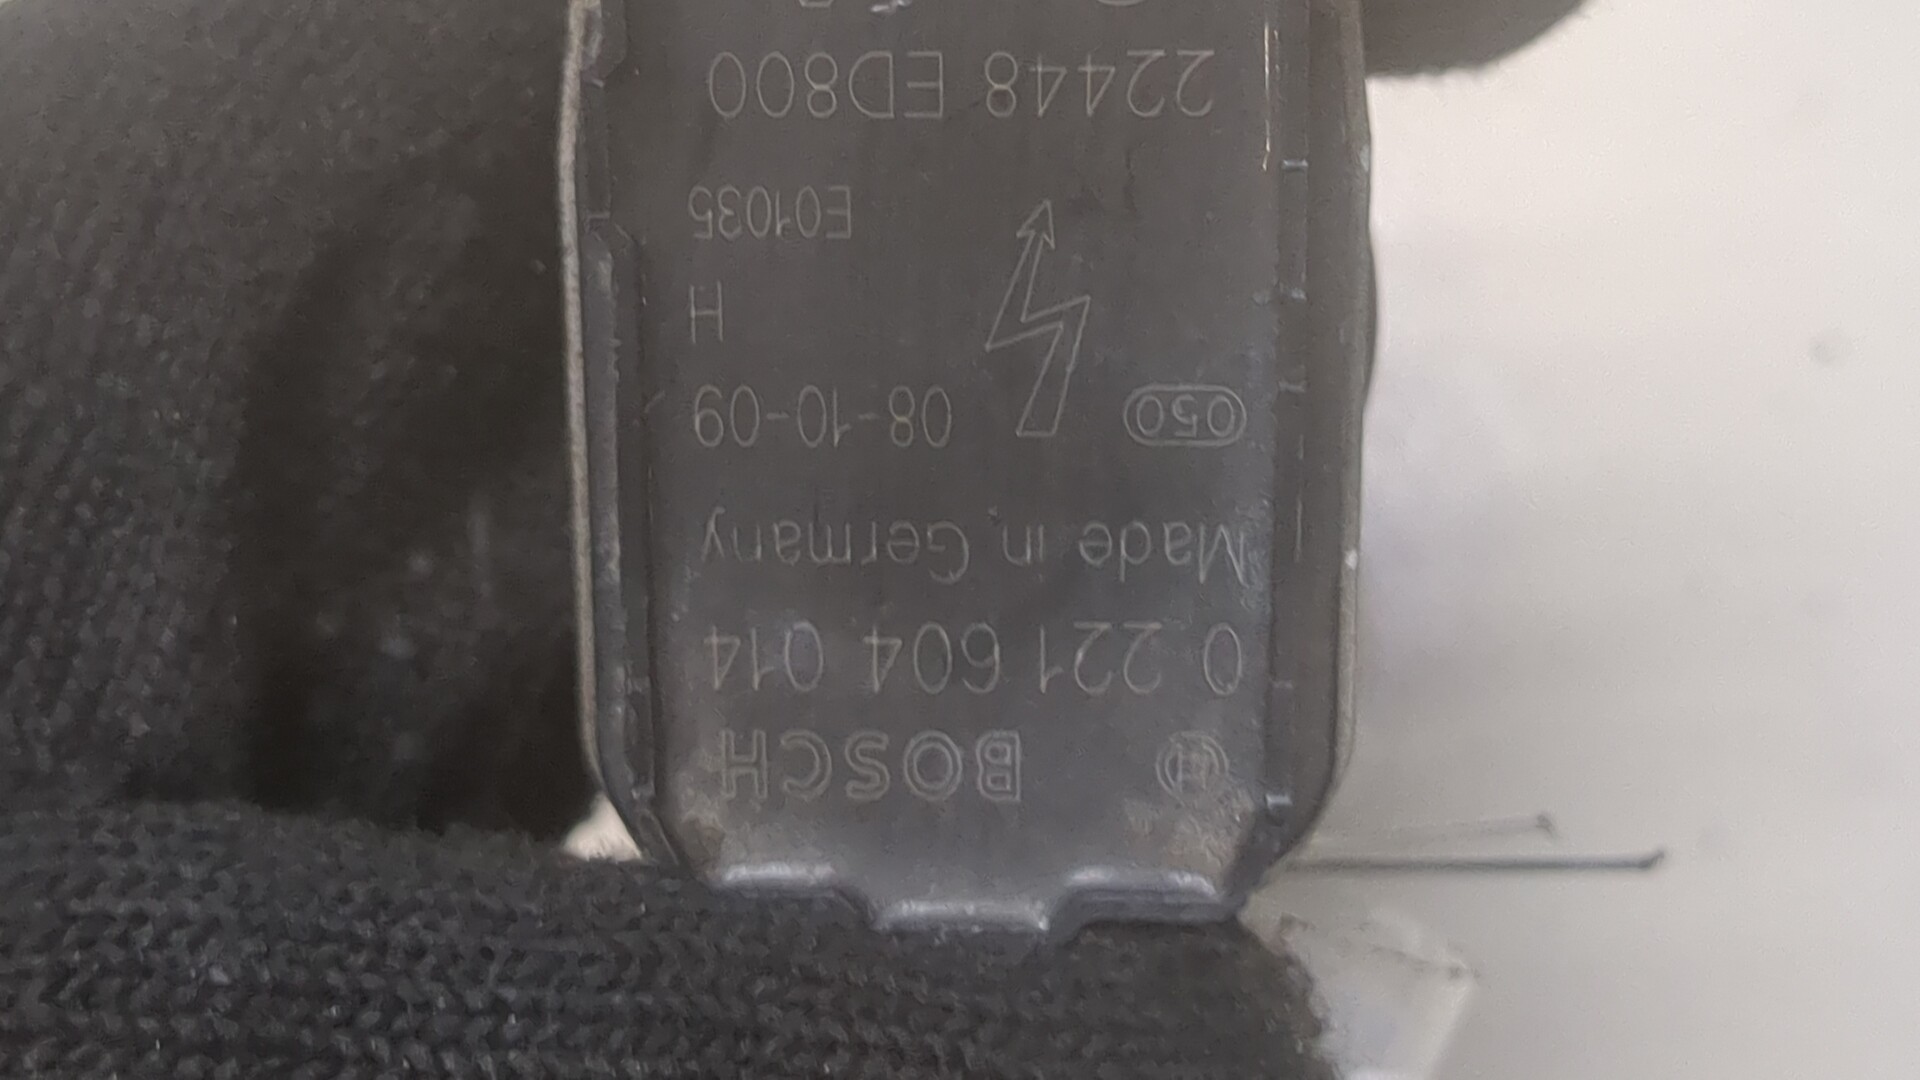 BOSCH
0 221 604 014
Made in Germany
050 08-10-09
H
E01035
22448 ED800